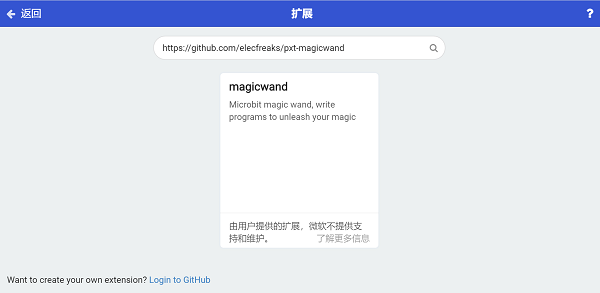 返回
扩展
?
https://github.com/elecfreaks/pxt-magicwand
magicwand
Microbit magic wand, write
programs to unleash your magic
由用户提供的扩展，微软不提供支
持和维护。
了解更多信息
Want to create your own extension? Login to GitHub